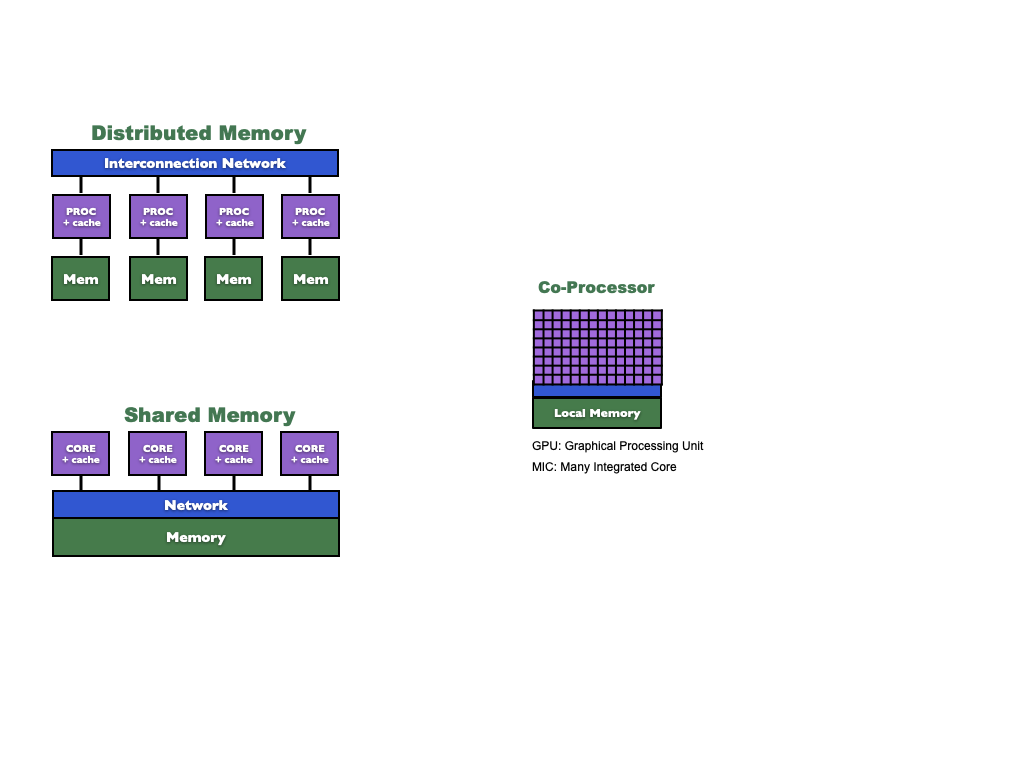 Distributed Memory
Interconnection Network
PROC
+ cache
PROC
+ cache
PROC
+ cache
PROC
+ cache
Mem
Mem
Mem
Mem
Shared Memory
CORE
+ cache
CORE
+ cache
CORE
+ cache
CORE
+ cache
Network
Memory
Co-Processor
Local Memory
GPU: Graphical Processing Unit
MIC: Many Integrated Core